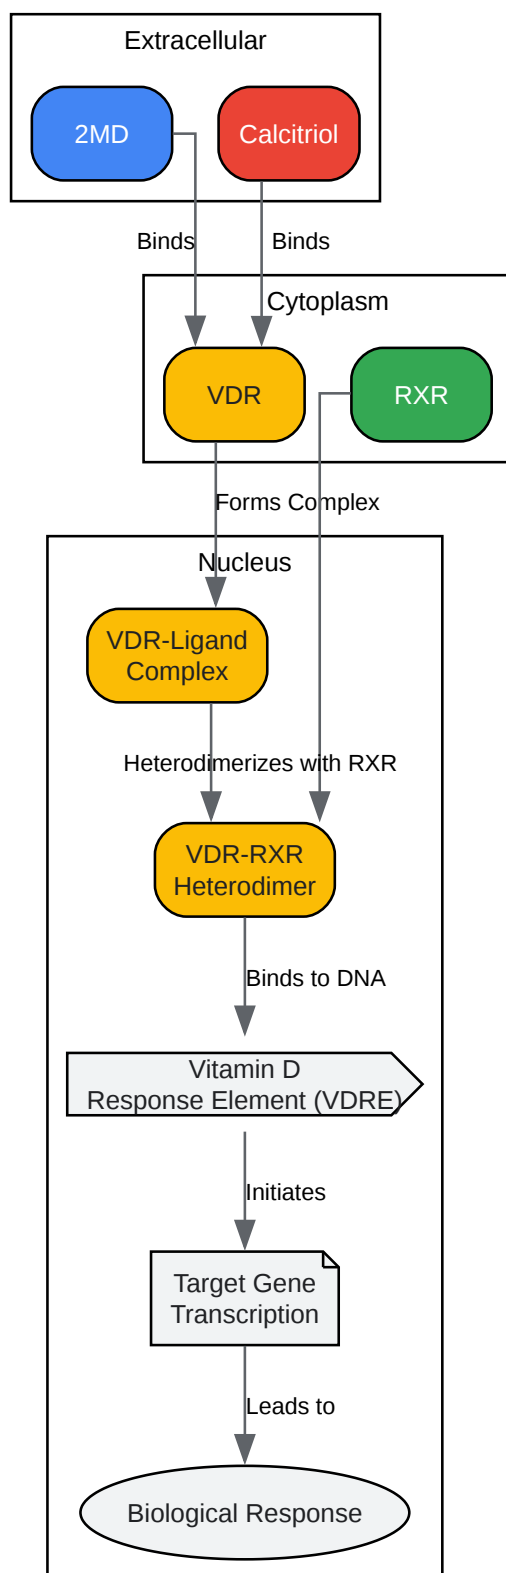 Extracellular
2MD
Calcitriol
Binds
Binds
Cytoplasm
VDR
RXR
Forms Complex
Nucleus
VDR-Ligand
Complex
Heterodimerizes with RXR
VDR-RXR
Heterodimer
Binds to DNA
Vitamin D
Response Element (VDRE)
Initiates
Target Gene
Transcription
Leads to
Biological Response